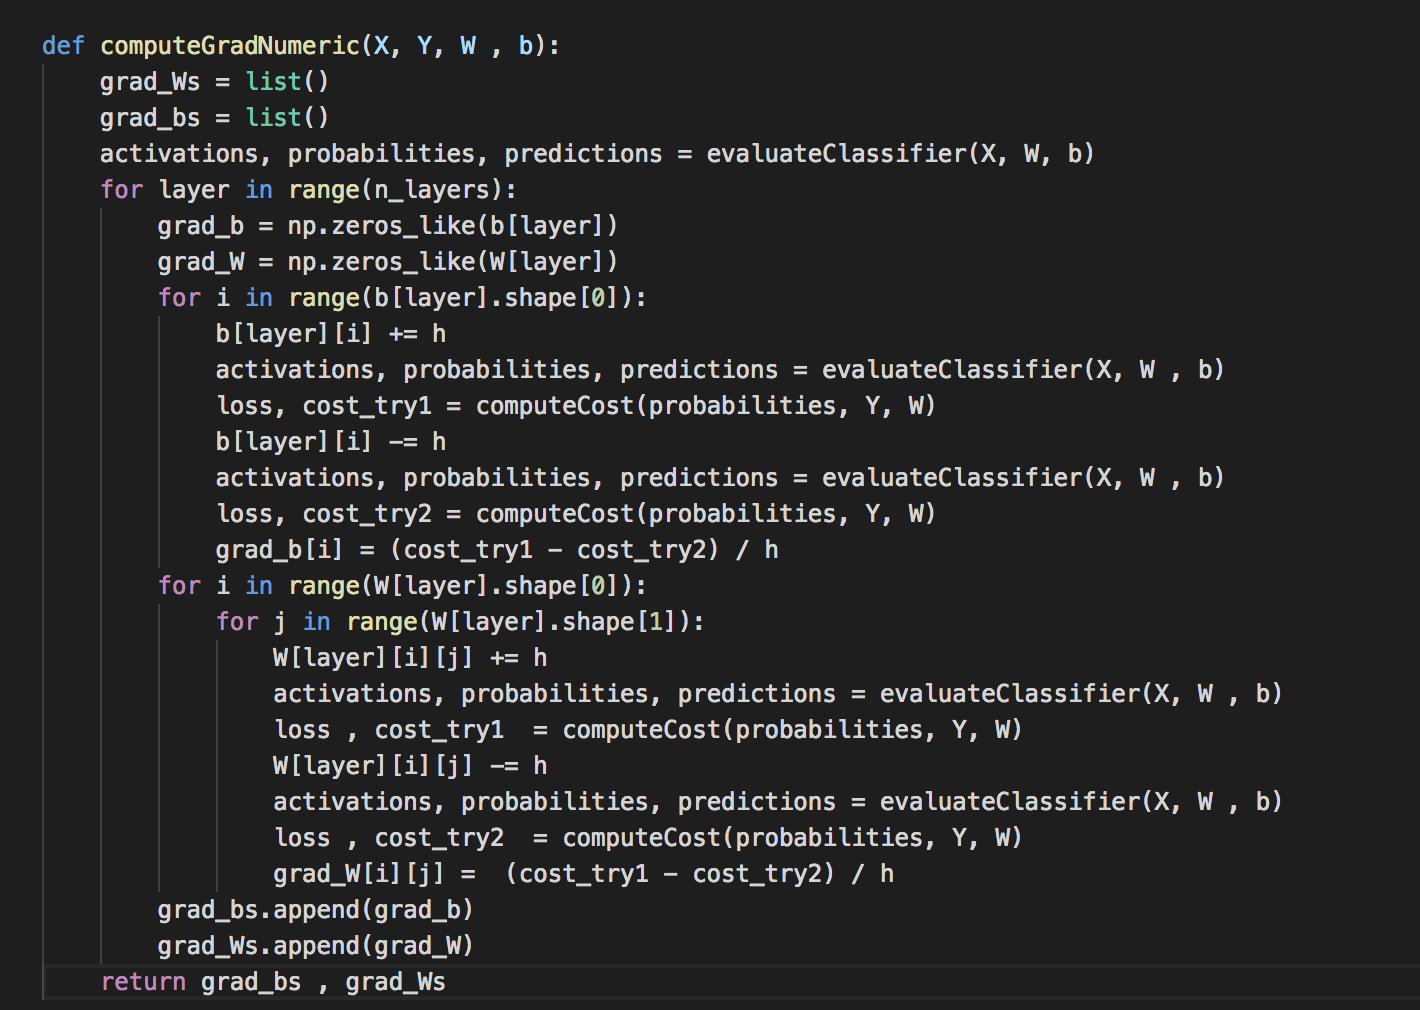 def computeGradNumeric(X, Y, W , b):
    grad_Ws = list()
    grad_bs = list()
    activations, probabilities, predictions = evaluateClassifier(X, W, b)
    for layer in range(n_layers):
        grad_b = np.zeros_like(b[layer])
        grad_W = np.zeros_like(W[layer])
        for i in range(b[layer].shape[0]):
            b[layer][i] += h
            activations, probabilities, predictions = evaluateClassifier(X, W , b)
            loss, cost_try1 = computeCost(probabilities, Y, W)
            b[layer][i] -= h
            activations, probabilities, predictions = evaluateClassifier(X, W , b)
            loss, cost_try2 = computeCost(probabilities, Y, W)
            grad_b[i] = (cost_try1 - cost_try2) / h
        for i in range(W[layer].shape[0]):
            for j in range(W[layer].shape[1]):
                W[layer][i][j] += h
                activations, probabilities, predictions = evaluateClassifier(X, W , b)
                loss , cost_try1  = computeCost(probabilities, Y, W)
                W[layer][i][j] -= h
                activations, probabilities, predictions = evaluateClassifier(X, W , b)
                loss , cost_try2  = computeCost(probabilities, Y, W)
                grad_W[i][j] =  (cost_try1 - cost_try2) / h
        grad_bs.append(grad_b)
        grad_Ws.append(grad_W)
    return grad_bs , grad_Ws